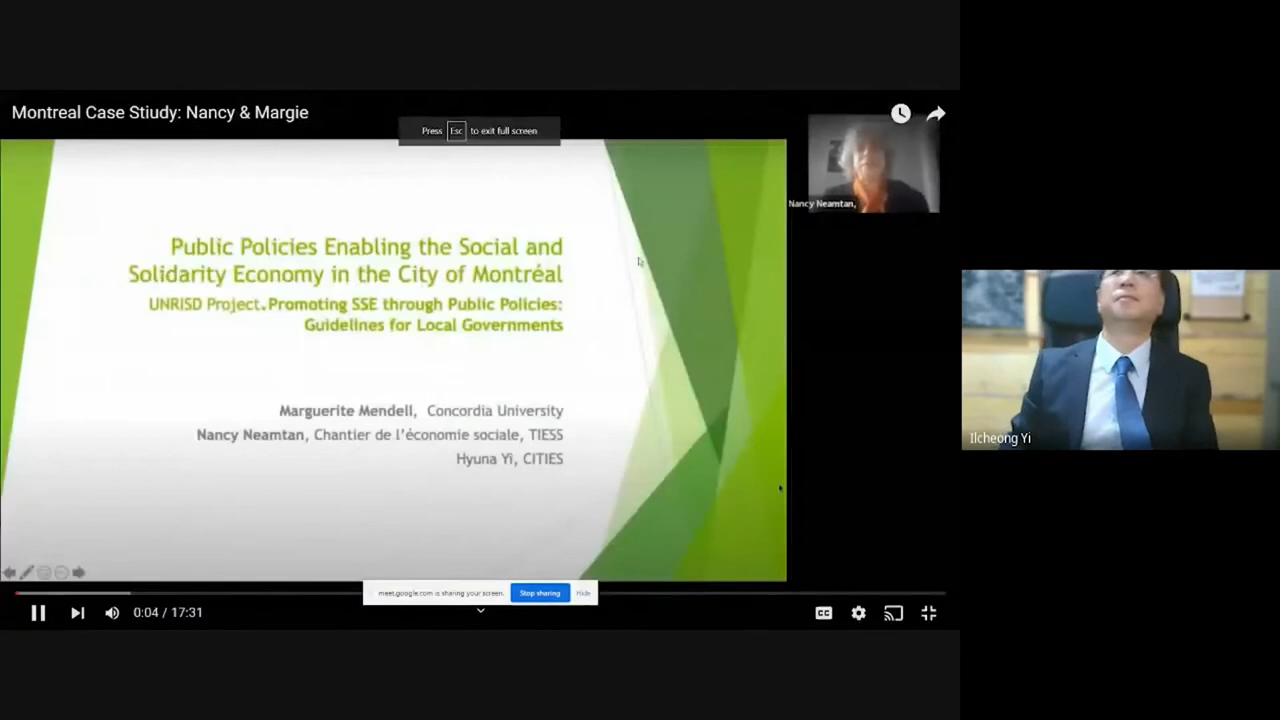 Montreal Case Stiudy: Nancy & Margie
Press Esc to exit full screen
Nancy Neamtan,
Public Policies Enabling the Social and
Solidarity Economy in the City of Montréal
UNRISD Project. Promoting SSE through Public Policies:
Guidelines for Local Governments
Marguerite Mendell, Concordia University
Nancy Neamtan, Chantier de l'économie sociale, TIESS
Hyuna Yi, CITIES
Ilcheong Yi
meet.google.com is sharing your screen. Stop sharing Hide
0:04 / 17:31
CC